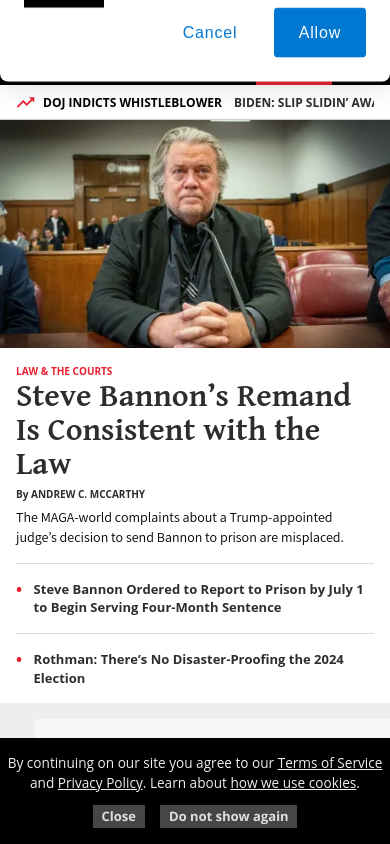 Cancel
Allow
DOJ INDICTS WHISTLEBLOWER BIDEN: SLIP SLIDIN’
LAW & THE COURTS
Steve Bannon’s Remand
Is Consistent with the
Law
By ANDREW C. MCCARTHY
The MAGA-world complaints about a Trump-appointed
judge’s decision to send Bannon to prison are misplaced.
• Steve Bannon Ordered to Report to Prison by July 1
to Begin Serving Four-Month Sentence
• Rothman: There’s No Disaster-Proofing the 2024
Election
By continuing on our site you agree to our Terms of Service
and Privacy Policy. Learn about how we use cookies.
Close
Do not show again